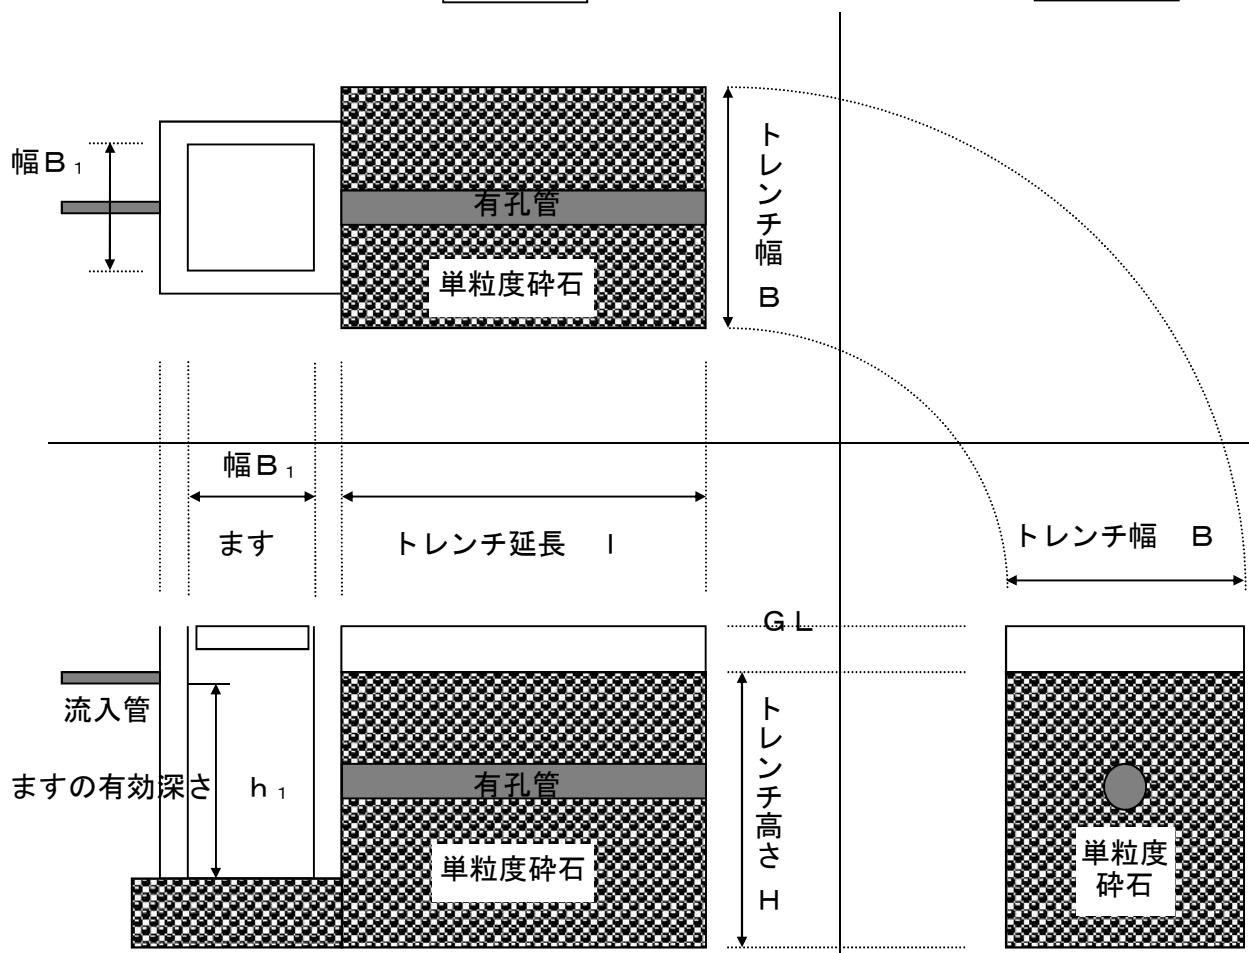 幅Ｂ₁
有孔管
単粒度砕石
トレンチ幅　Ｂ
幅Ｂ₁
ます
トレンチ延長　ｌ
トレンチ幅　Ｂ
ＧＬ
流入管
ますの有効深さ　ｈ₁
有孔管
単粒度砕石
トレンチ高さ　Ｈ
単粒度
砕石